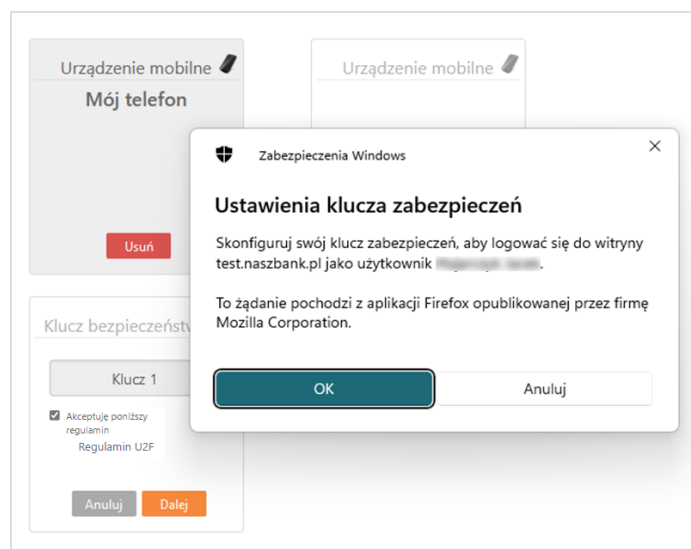 Urządzenie mobilne
Mój telefon
Usuń
Urządzenie mobilne
Zabezpieczenia Windows
Ustawienia klucza zabezpieczeń
Skonfiguruj swój klucz zabezpieczeń, aby logować się do witryny
test.naszbank.pl jako użytkownik
To żądanie pochodzi z aplikacji Firefox opublikowanej przez firmę
Mozilla Corporation.
OK
Anuluj
Klucz bezpieczeństw
Klucz 1
Akceptuję poniższy
regulamin
Regulamin U2F
Anuluj
Dalej